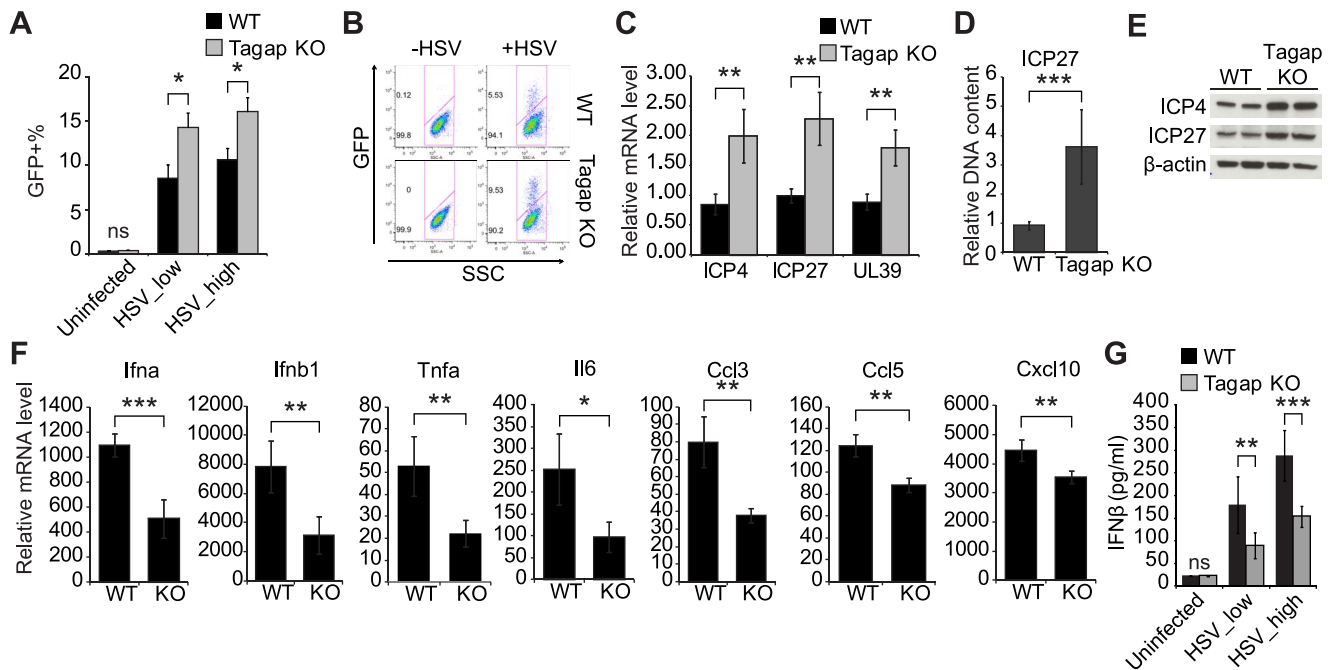 A
WT
Tagap KO
GFP+%
20
15
10
5
0
ns
*
*
Uninfected
HSV_low
HSV_high
B
-HSV
+HSV
GFP
0.12
99.8
5.53
94.1
0
99.9
9.53
90.2
WT
Tagap KO
SSC-A
SSC
C
WT
Tagap KO
Relative mRNA level
3.00
2.50
2.00
1.50
1.00
0.50
0.00
**
**
**
ICP4
ICP27
UL39
D
ICP27
Relative DNA content
6
5
4
3
2
1
0
***
WT
Tagap KO
E
Tagap
WT KO
ICP4
ICP27
β-actin
F
Relative mRNA level
Ifna
1400
1200
1000
800
600
400
200
0
***
WT KO
Ifnb1
12000
10000
8000
6000
4000
2000
0
**
WT KO
Tnfa
80
70
60
50
40
30
20
10
0
**
WT KO
Il6
400
350
300
250
200
150
100
50
0
*
WT KO
Ccl3
100
90
80
70
60
50
40
30
20
10
0
**
WT KO
Ccl5
160
140
120
100
80
60
40
20
0
**
WT KO
Cxcl10
6000
5000
4000
3000
2000
1000
0
**
WT KO
G
WT
Tagap KO
IFNβ (pg/ml)
400
350
300
250
200
150
100
50
0
ns
**
***
Uninfected
HSV_low
HSV_high